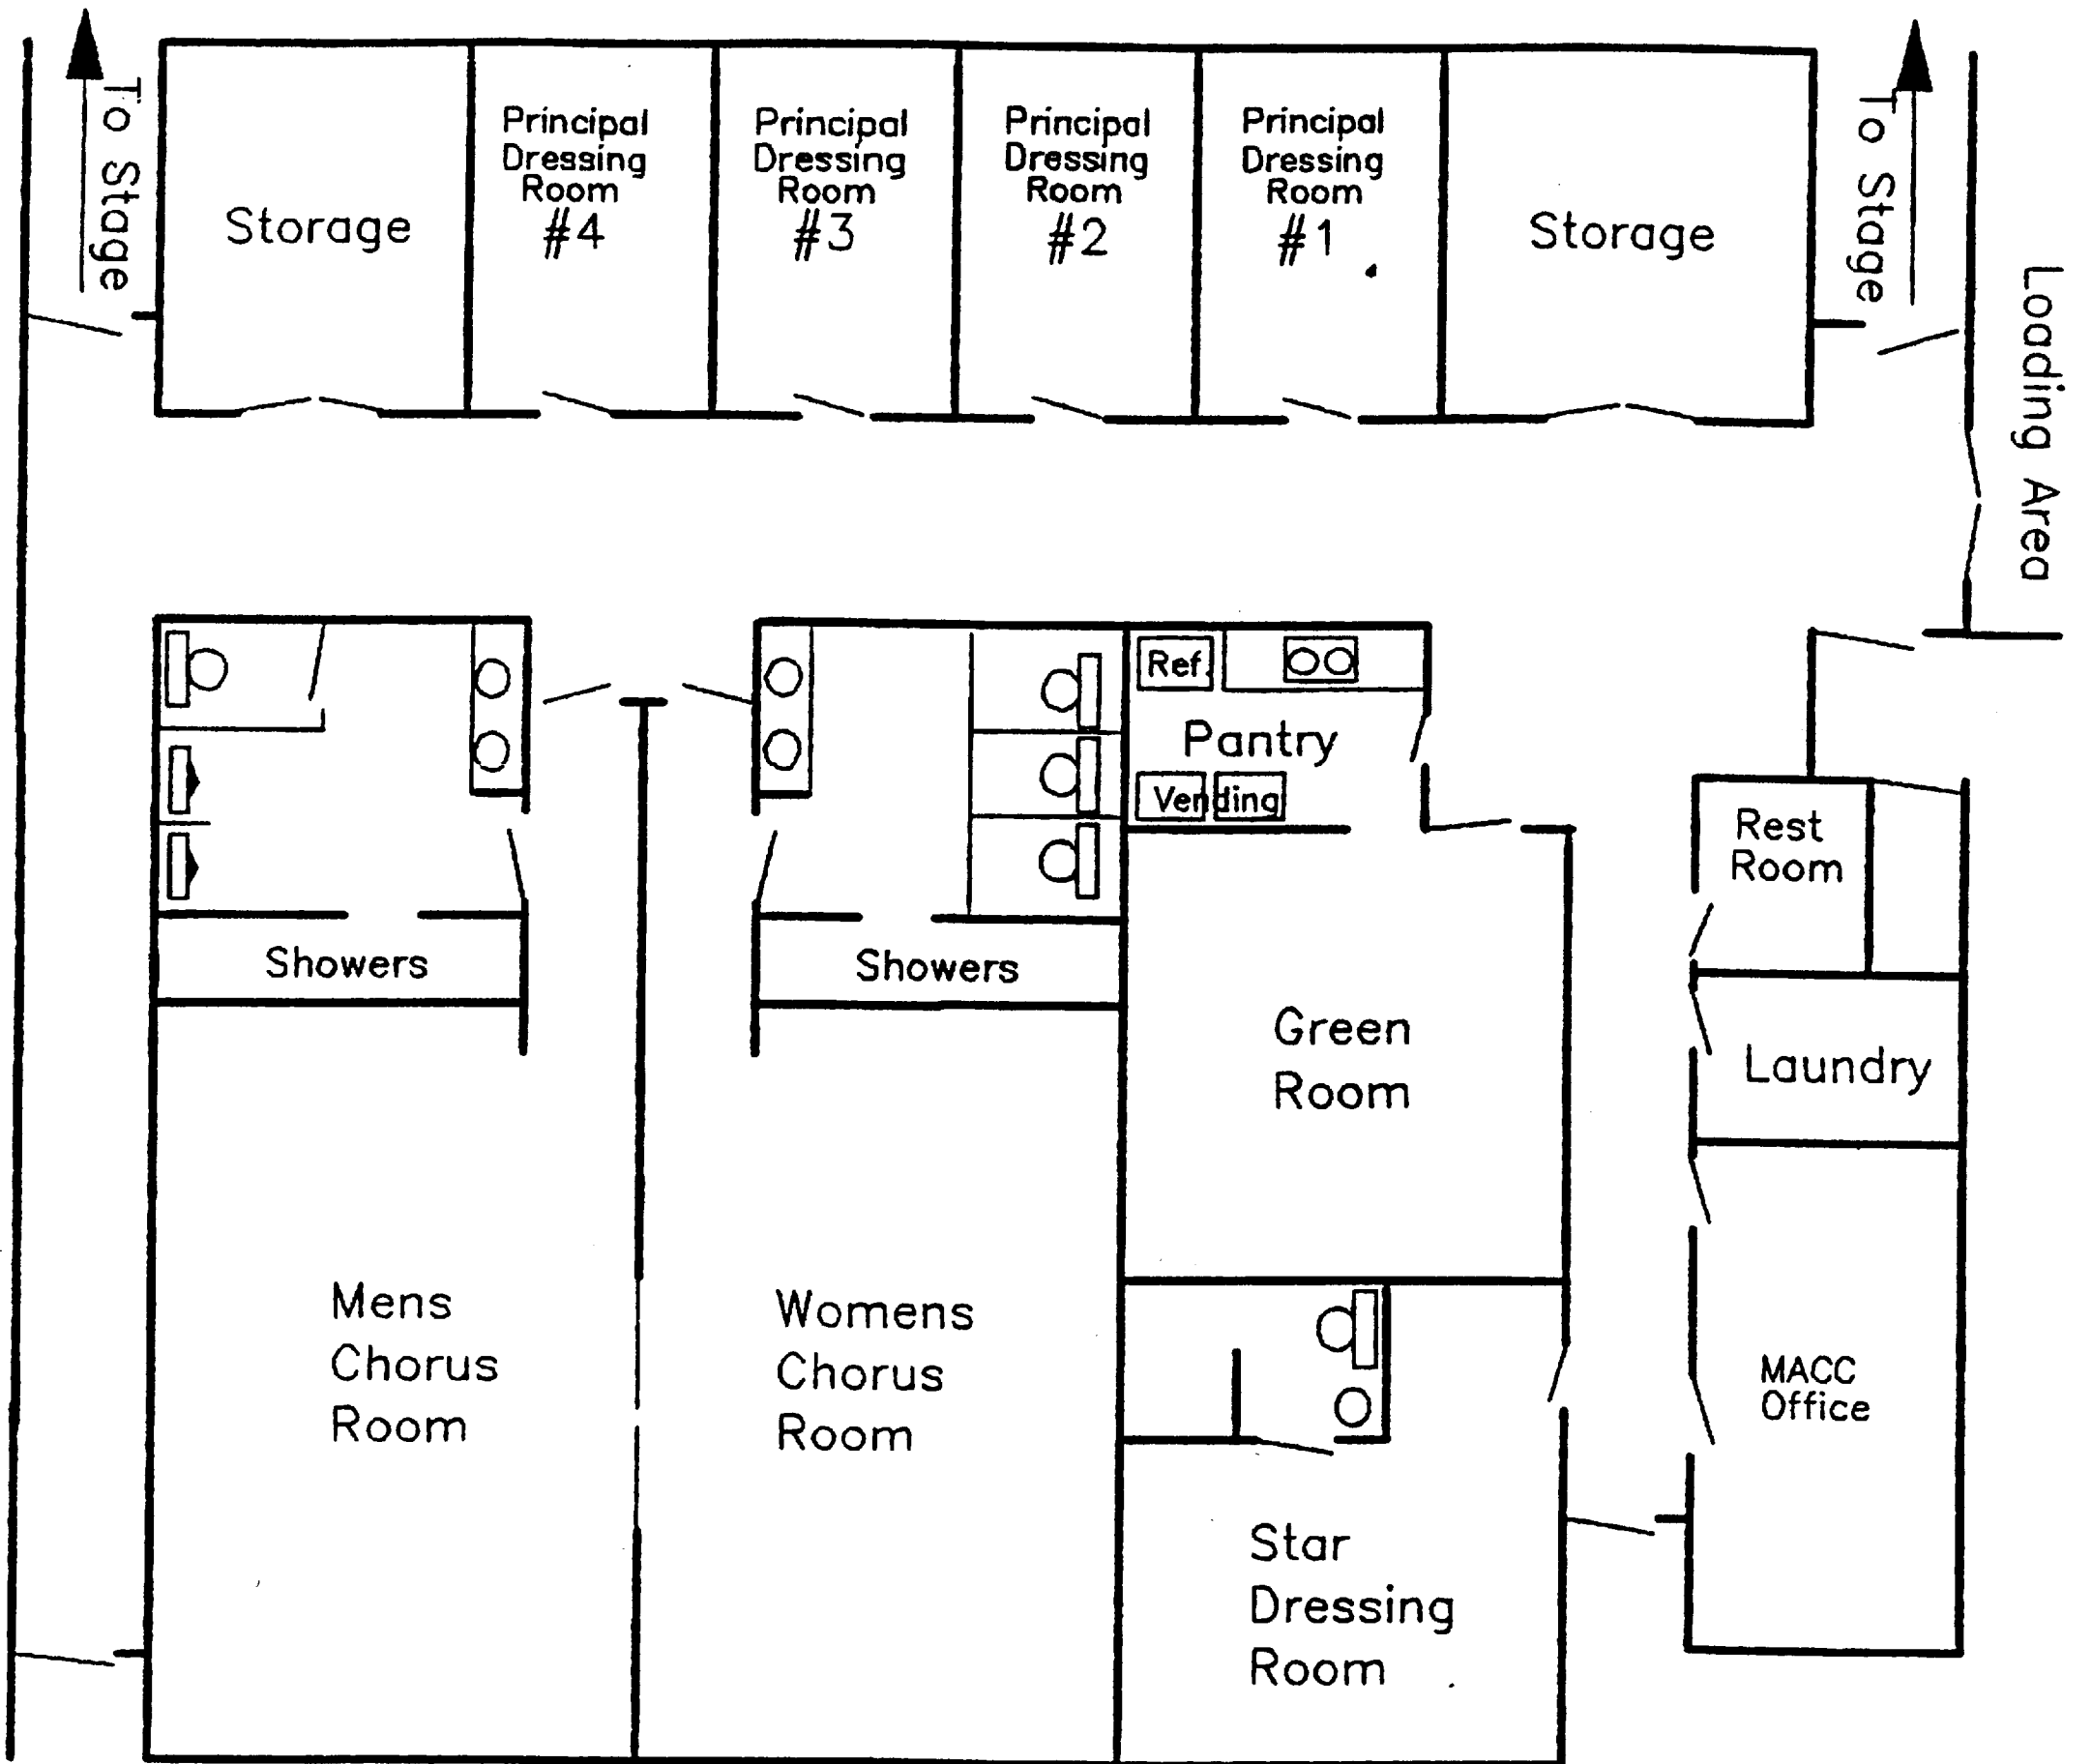 To Stage
Storage
Principal
Dressing
Room
#4
Principal
Dressing
Room
#3
Principal
Dressing
Room
#2
Principal
Dressing
Room
#1
Storage
To Stage
Loading Area
Ref.
Pantry
Vending
Rest
Room
Showers
Showers
Green
Room
Laundry
Mens
Chorus
Room
Womens
Chorus
Room
MACC
Office
Star
Dressing
Room